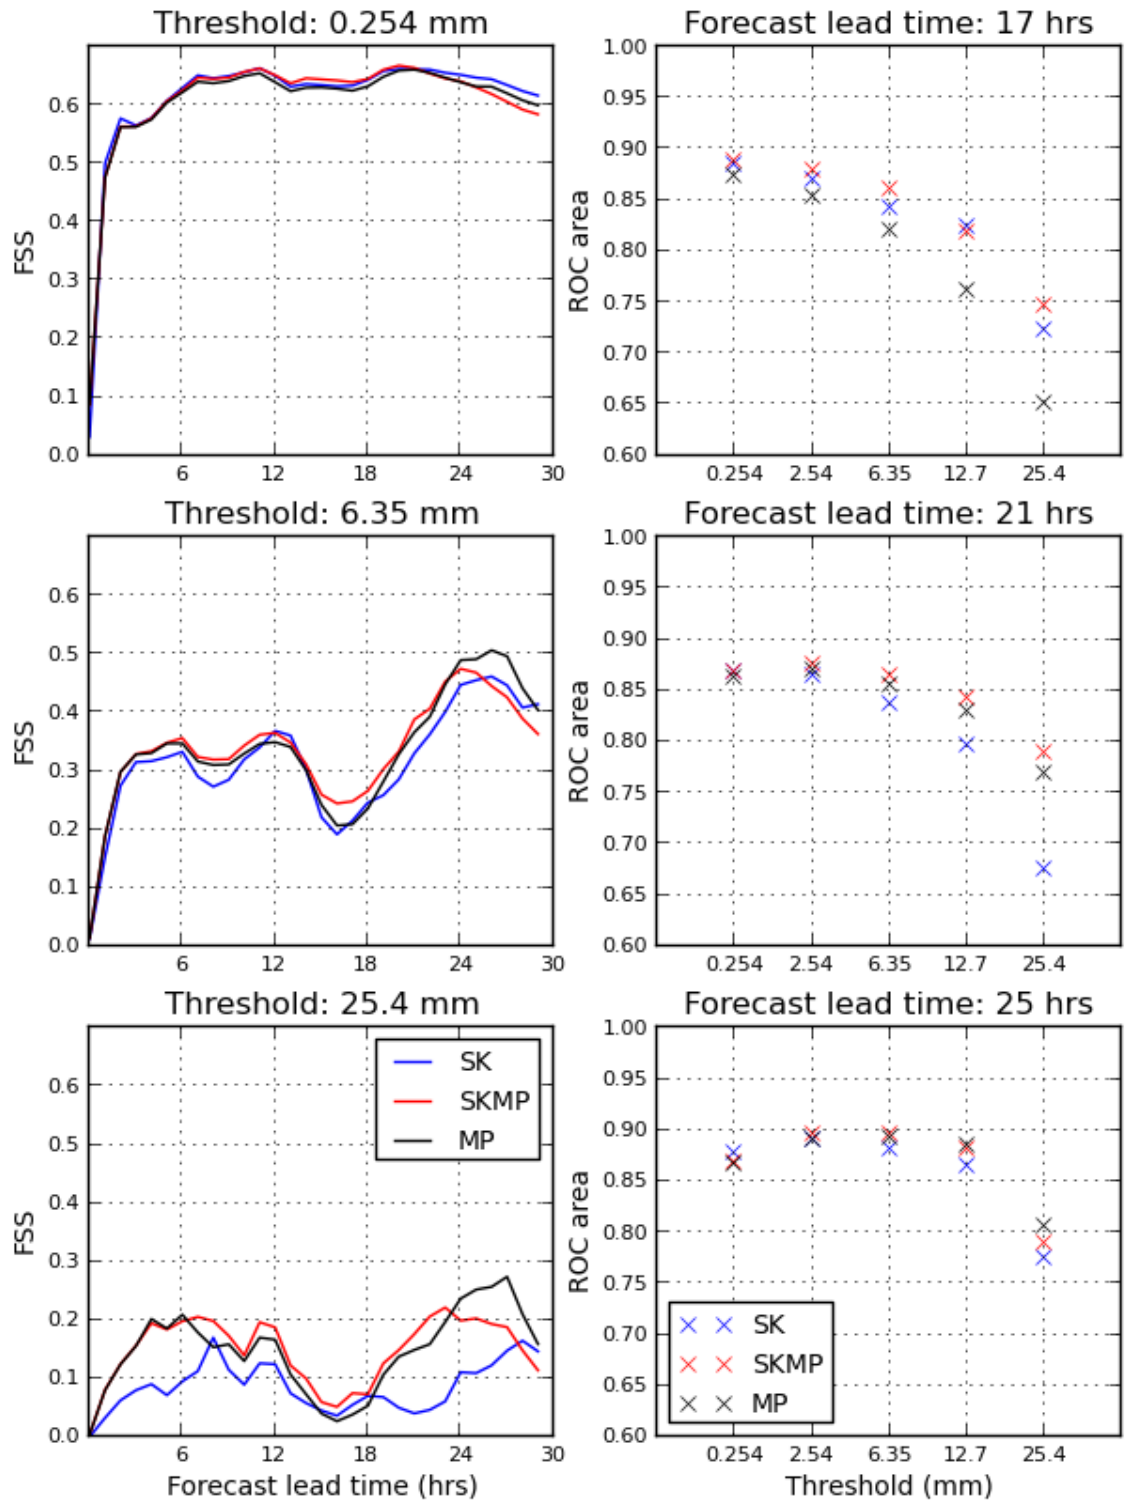 Threshold: 0.254 mm
FSS
0.6
0.5
0.4
0.3
0.2
0.1
0.0
6 12 18 24 30
Forecast lead time: 17 hrs
ROC area
1.00
0.95
0.90
0.85
0.80
0.75
0.70
0.65
0.60
0.254 2.54 6.35 12.7 25.4
Threshold: 6.35 mm
FSS
0.6
0.5
0.4
0.3
0.2
0.1
0.0
6 12 18 24 30
Forecast lead time: 21 hrs
ROC area
1.00
0.95
0.90
0.85
0.80
0.75
0.70
0.65
0.60
0.254 2.54 6.35 12.7 25.4
Threshold: 25.4 mm
FSS
0.6
0.5
0.4
0.3
0.2
0.1
0.0
SK
SKMP
MP
6 12 18 24 30
Forecast lead time (hrs)
Forecast lead time: 25 hrs
ROC area
1.00
0.95
0.90
0.85
0.80
0.75
0.70
0.65
0.60
SK
SKMP
MP
0.254 2.54 6.35 12.7 25.4
Threshold (mm)